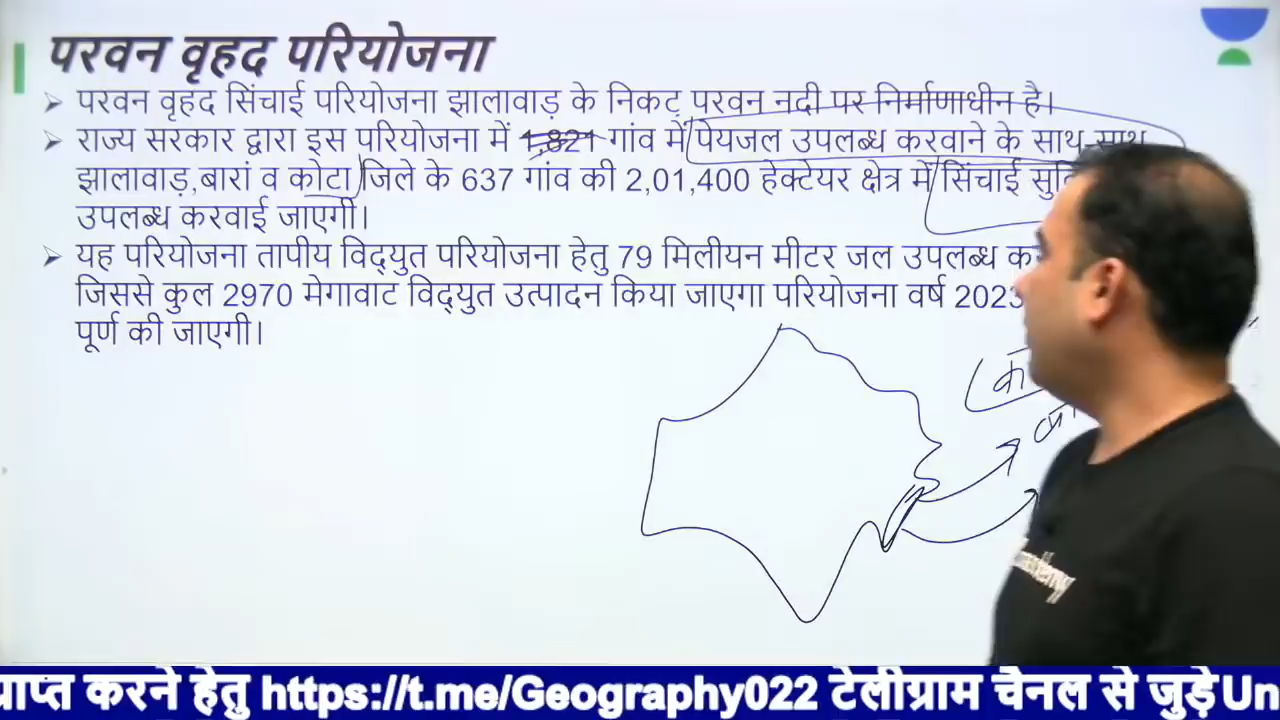 परवन वृहद परियोजना
➢ परवन वृहद सिंचाई परियोजना झालावाड़ के निकट परवन नदी पर निर्माणाधीन है।
➢ राज्य सरकार द्वारा इस परियोजना में 1,821 गांव में पेयजल उपलब्ध करवाने के साथ-साथ
झालावाड़,बारां व कोटा जिले के 637 गांव की 2,01,400 हेक्टेयर क्षेत्र में सिंचाई
उपलब्ध करवाई जाएगी।
➢ यह परियोजना तापीय विद्युत परियोजना हेतु 79 मिलीयन मीटर जल उपलब्ध
जिससे कुल 2970 मेगावाट विद्युत उत्पादन किया जाएगा परियोजना वर्ष 2023
पूर्ण की जाएगी।
प्राप्त करने हेतु https://t.me/Geography022 टेलीग्राम चैनल से जुड़े Un